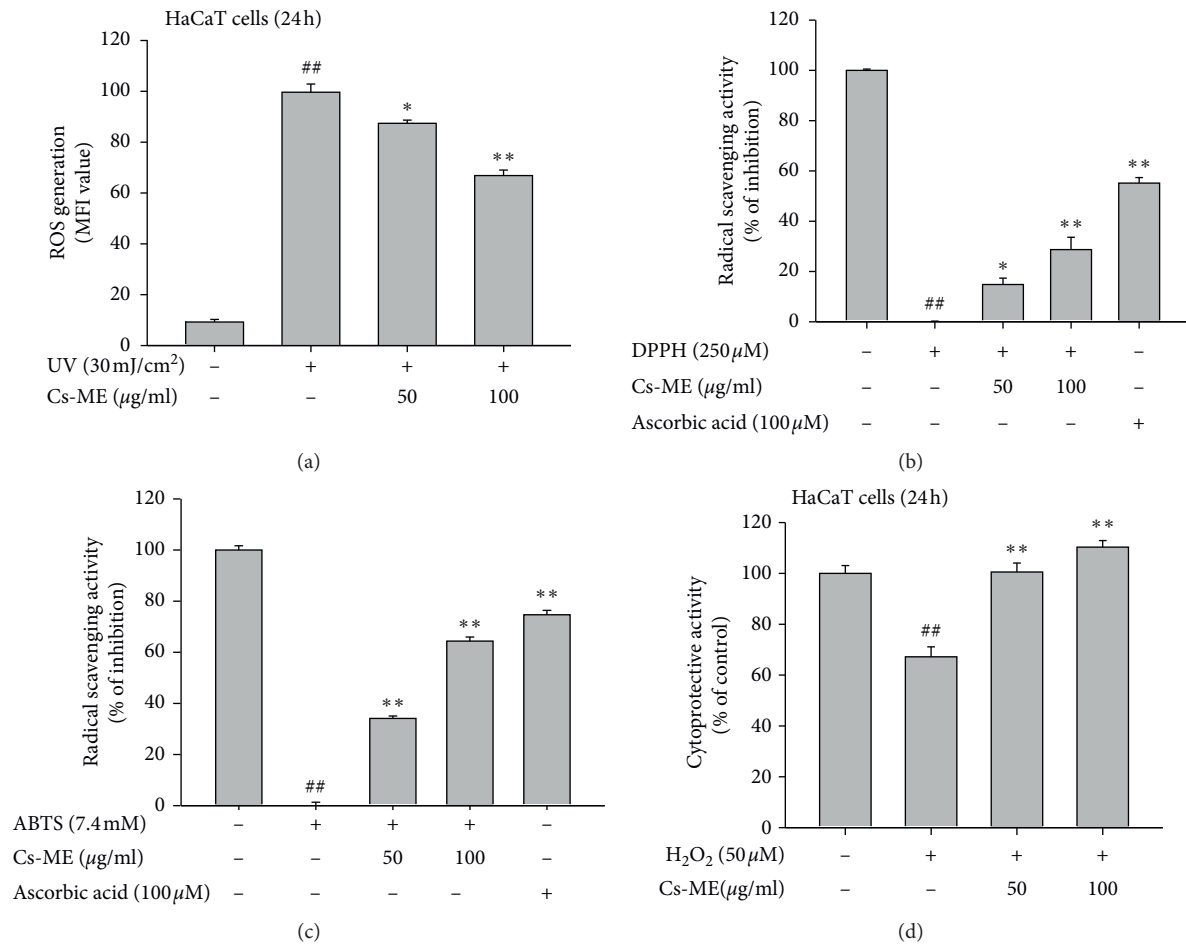 HaCaT cells (24 h)
ROS generation
(MFI value)
120
100
80
60
40
20
0
##
*
**
UV (30 mJ/cm²) – + + +
Cs-ME (μg/ml) – – 50 100
(a)
Radical scavenging activity
(% of inhibition)
120
100
80
60
40
20
0
##
*
**
**
DPPH (250 μM) – + + + –
Cs-ME (μg/ml) – – 50 100 –
Ascorbic acid (100 μM) – – – – +
(b)
Radical scavenging activity
(% of inhibition)
120
100
80
60
40
20
0
##
**
**
**
ABTS (7.4 mM) – + + + –
Cs-ME (μg/ml) – – 50 100 –
Ascorbic acid (100 μM) – – – – +
(c)
HaCaT cells (24 h)
Cytoprotective activity
(% of control)
120
100
80
60
40
20
0
##
**
**
H₂O₂ (50 μM) – + + +
Cs-ME(μg/ml) – – 50 100
(d)